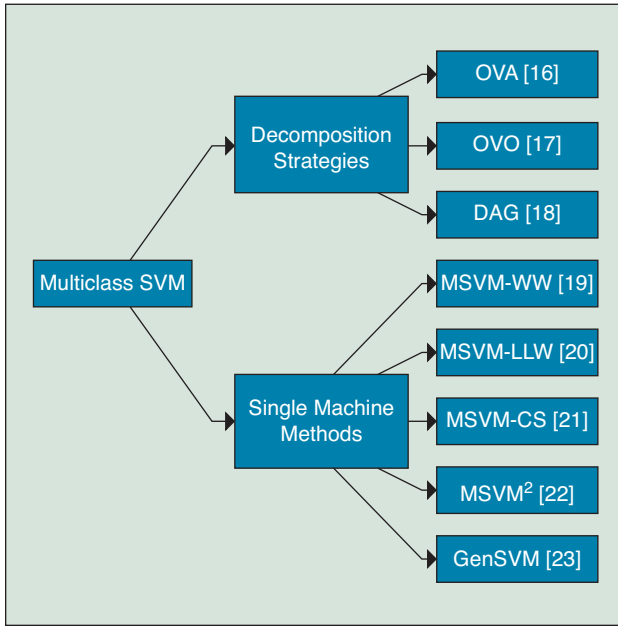 Multiclass SVM
Decomposition
Strategies
OVA [16]
OVO [17]
DAG [18]
Single Machine
Methods
MSVM-WW [19]
MSVM-LLW [20]
MSVM-CS [21]
MSVM² [22]
GenSVM [23]